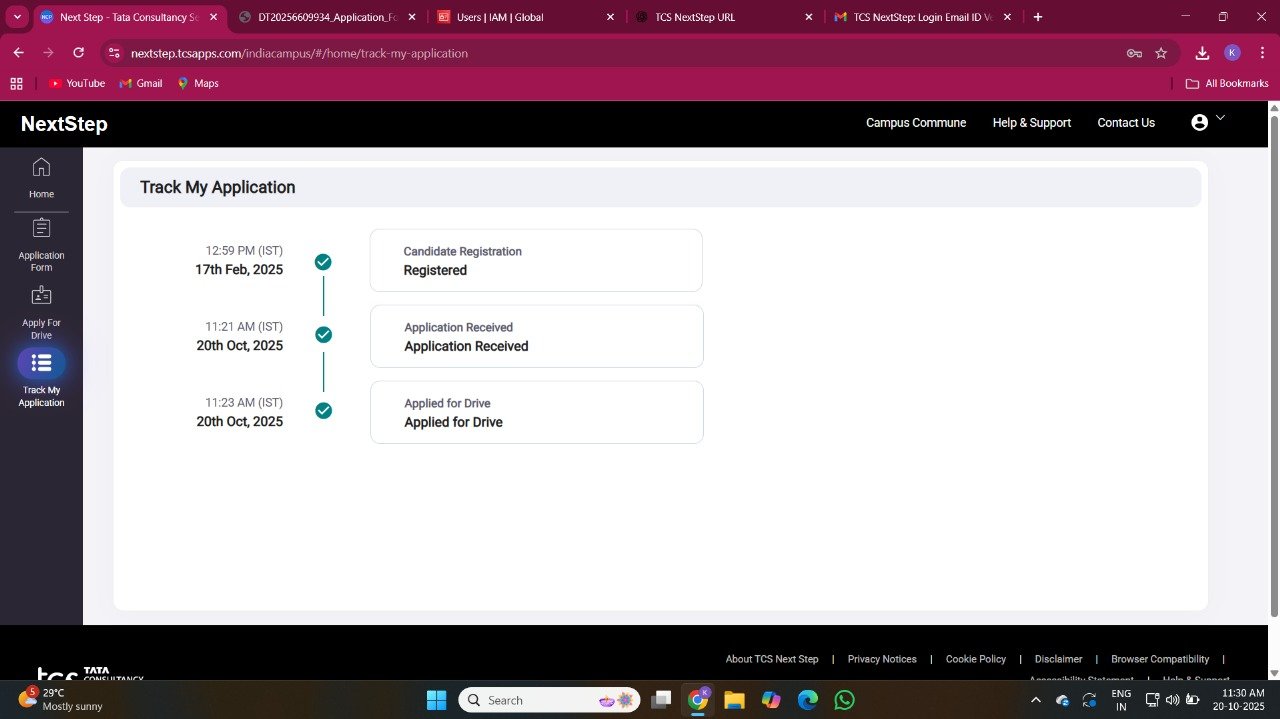 Next Step - Tata Consultancy Se
DT20256609934_Application_Fo
Users | IAM | Global
TCS NextStep URL
TCS NextStep: Login Email ID Ve
nextstep.tcsapps.com/indiacampus/#/home/track-my-application
K
YouTube
Gmail
Maps
All Bookmarks
NextStep
Campus Commune
Help & Support
Contact Us
Home
Application
Form
Apply For
Drive
Track My
Application
Track My Application
12:59 PM (IST)
17th Feb, 2025
Candidate Registration
Registered
11:21 AM (IST)
20th Oct, 2025
Application Received
Application Received
11:23 AM (IST)
20th Oct, 2025
Applied for Drive
Applied for Drive
About TCS Next Step | Privacy Notices | Cookie Policy | Disclaimer | Browser Compatibility |
Accessibility Statement | Help & Support
tcs TATA
CONSULTANCY
5
29°C
Mostly sunny
Search
K
ENG
IN
11:30 AM
20-10-2025